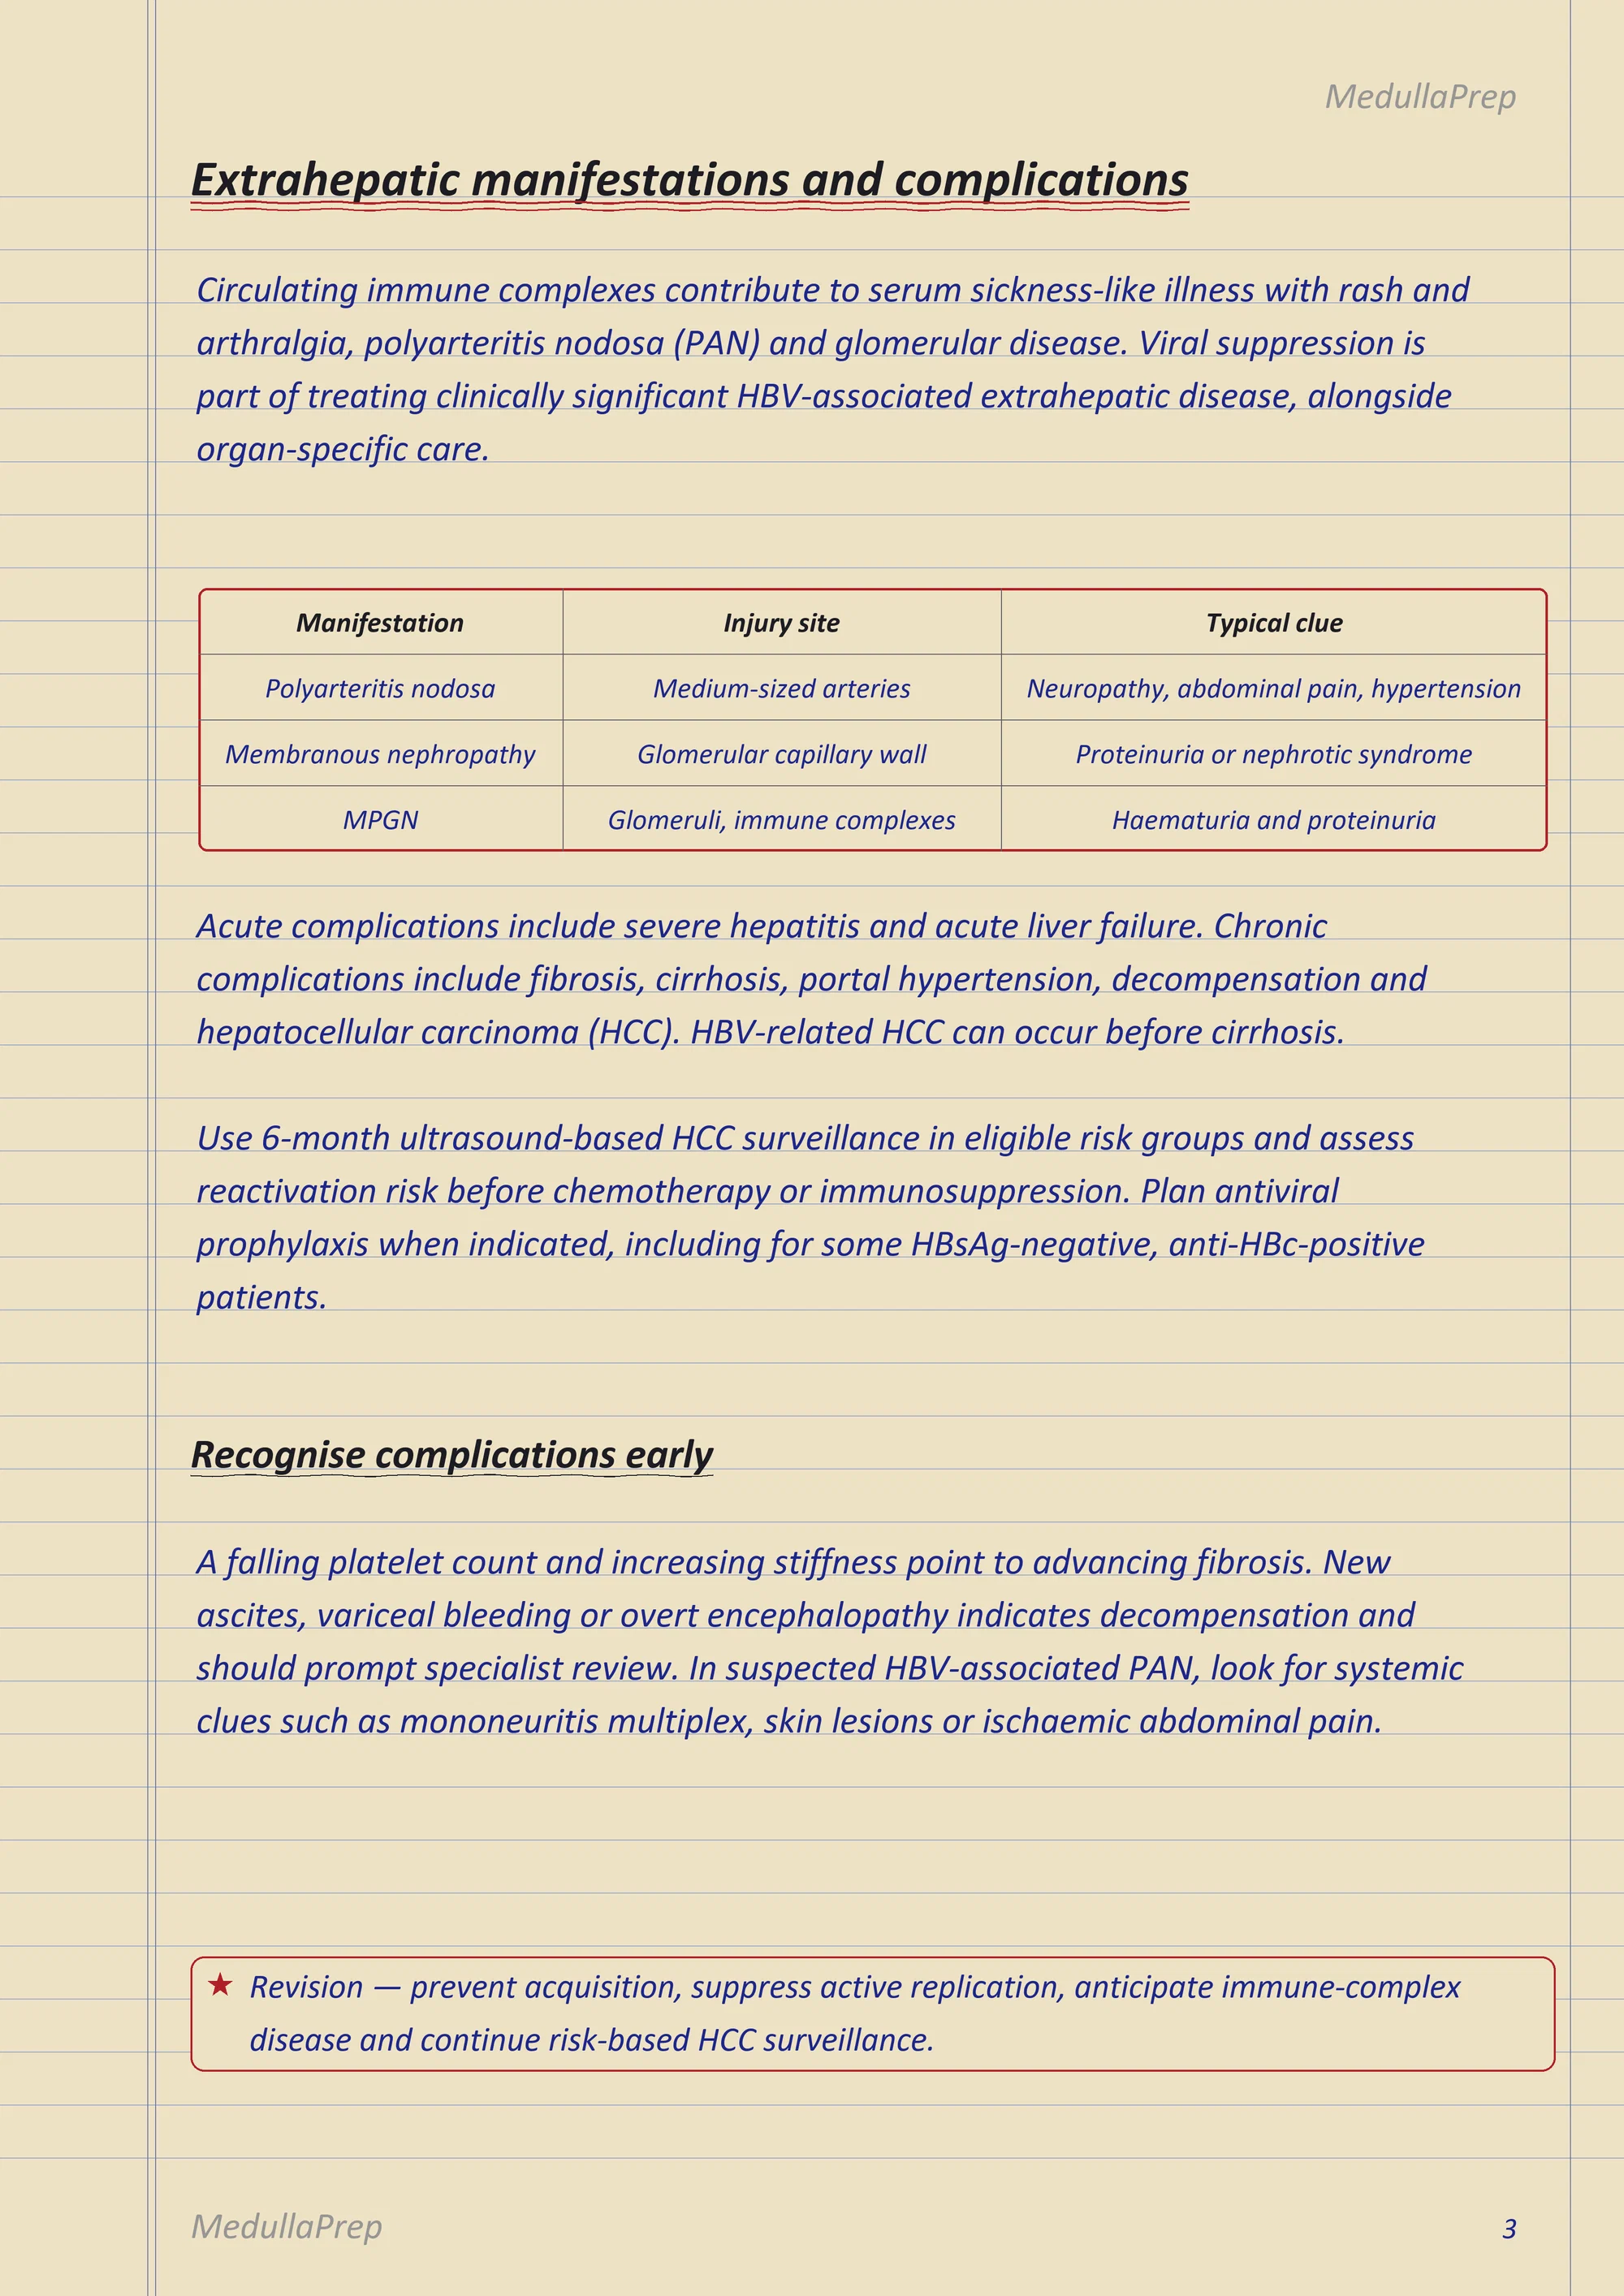 MedullaPrep
Extrahepatic manifestations and complications
Circulating immune complexes contribute to serum sickness-like illness with rash and
arthralgia, polyarteritis nodosa (PAN) and glomerular disease. Viral suppression is
part of treating clinically significant HBV-associated extrahepatic disease, alongside
organ-specific care.
Manifestation Injury site Typical clue
Polyarteritis nodosa Medium-sized arteries Neuropathy, abdominal pain, hypertension
Membranous nephropathy Glomerular capillary wall Proteinuria or nephrotic syndrome
MPGN Glomeruli, immune complexes Haematuria and proteinuria
Acute complications include severe hepatitis and acute liver failure. Chronic
complications include fibrosis, cirrhosis, portal hypertension, decompensation and
hepatocellular carcinoma (HCC). HBV-related HCC can occur before cirrhosis.
Use 6-month ultrasound-based HCC surveillance in eligible risk groups and assess
reactivation risk before chemotherapy or immunosuppression. Plan antiviral
prophylaxis when indicated, including for some HBsAg-negative, anti-HBc-positive
patients.
Recognise complications early
A falling platelet count and increasing stiffness point to advancing fibrosis. New
ascites, variceal bleeding or overt encephalopathy indicates decompensation and
should prompt specialist review. In suspected HBV-associated PAN, look for systemic
clues such as mononeuritis multiplex, skin lesions or ischaemic abdominal pain.
★ Revision — prevent acquisition, suppress active replication, anticipate immune-complex
disease and continue risk-based HCC surveillance.
MedullaPrep 3